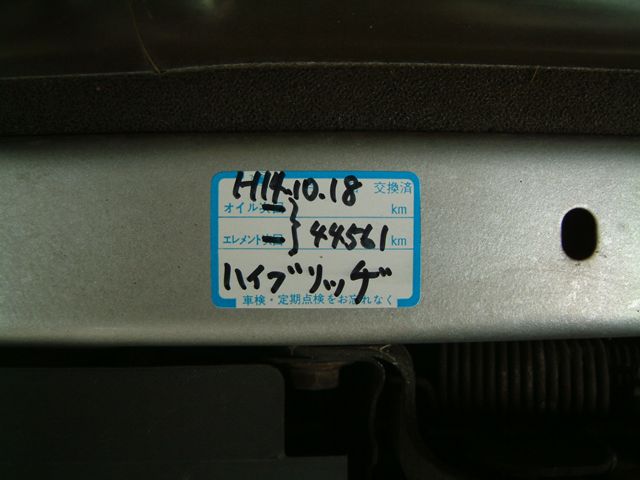 H14.10.18 交換済
オイル km
エレメント 44561 km
ハイブリッヂ
車検・定期点検をお忘れなく